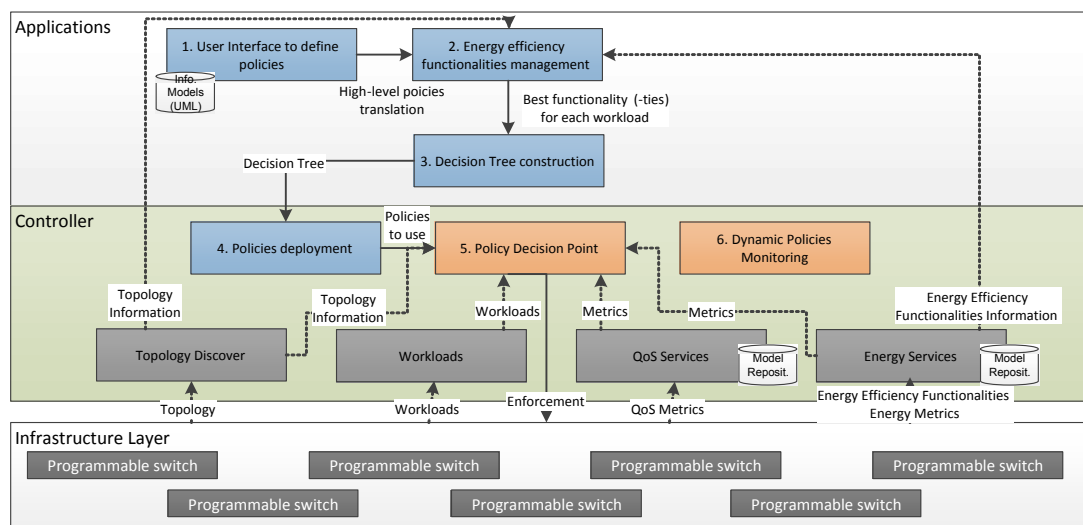 Applications
1. User Interface to define
policies
2. Energy efficiency
functionalities management
Info.
Models
(UML)
High-level poicies
translation
Best functionality (-ties)
for each workload
3. Decision Tree construction
Decision Tree
Controller
Policies
to use
4. Policies deployment
5. Policy Decision Point
6. Dynamic Policies
Monitoring
Topology
Information
Topology
Information
Workloads
Metrics
Metrics
Energy Efficiency
Functionalities Information
Topology Discover
Workloads
QoS Services
Model
Reposit.
Energy Services
Model
Reposit.
Topology
Workloads
Enforcement
QoS Metrics
Energy Efficiency Functionalities
Energy Metrics
Infrastructure Layer
Programmable switch
Programmable switch
Programmable switch
Programmable switch
Programmable switch
Programmable switch
Programmable switch